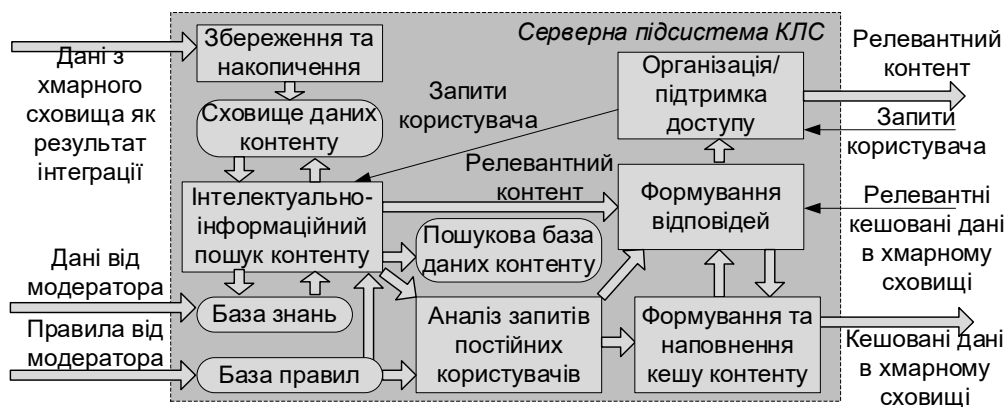 Серверна підсистема КЛС
Дані з
хмарного
сховища як
результат
інтеграції
Збереження та
накопичення
Сховище даних
контенту
Запити
користувача
Організація/
підтримка
доступу
Релевантний
контент
Запити
користувача
Інтелектуально-
інформаційний
пошук контенту
Релевантний
контент
Формування
відповідей
Релевантні
кешовані дані
в хмарному
сховищі
Пошукова база
даних контенту
Дані від
модератора
База знань
Правила від
модератора
База правил
Аналіз запитів
постійних
користувачів
Формування та
наповнення
кешу контенту
Кешовані дані
в хмарному
сховищі